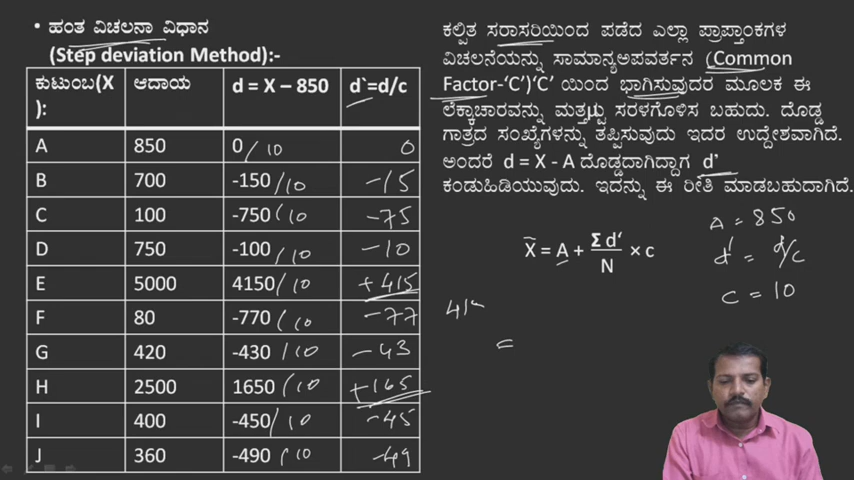 • ಹಂತ ವಿಚಲನಾ ವಿಧಾನ
(Step deviation Method):-
ಕುಟುಂಬ(X ): ಆದಾಯ d = X – 850 d`=d/c
A 850 0/10 0
B 700 -150/10 -15
C 100 -750/10 -75
D 750 -100/10 -10
E 5000 4150/10 +415
F 80 -770/10 -77
G 420 -430/10 -43
H 2500 1650/10 +165
I 400 -450/10 -45
J 360 -490/10 -49
ಕಲ್ಪಿತ ಸರಾಸರಿಯಿಂದ ಪಡೆದ ಎಲ್ಲಾ ಪ್ರಾಪ್ತಾಂಕಗಳ
ವಿಚಲನೆಯನ್ನು ಸಾಮಾನ್ಯಅಪವರ್ತನ (Common
Factor-‘C’)‘C’ ಯಿಂದ ಭಾಗಿಸುವುದರ ಮೂಲಕ ಈ
ಲೆಕ್ಕಾಚಾರವನ್ನು ಮತ್ತಷ್ಟು ಸರಳಗೊಳಿಸ ಬಹುದು. ದೊಡ್ಡ
ಗಾತ್ರದ ಸಂಖ್ಯೆಗಳನ್ನು ತಪ್ಪಿಸುವುದು ಇದರ ಉದ್ದೇಶವಾಗಿದೆ.
ಅಂದರೆ d = X - A ದೊಡ್ಡದಾಗಿದ್ದಾಗ d’
ಕಂಡುಹಿಡಿಯುವುದು. ಇದನ್ನು ಈ ರೀತಿ ಮಾಡಬಹುದಾಗಿದೆ.
A = 850
X̄ = A + Σd‘/N × c
d' = d/c
c = 10
415
=